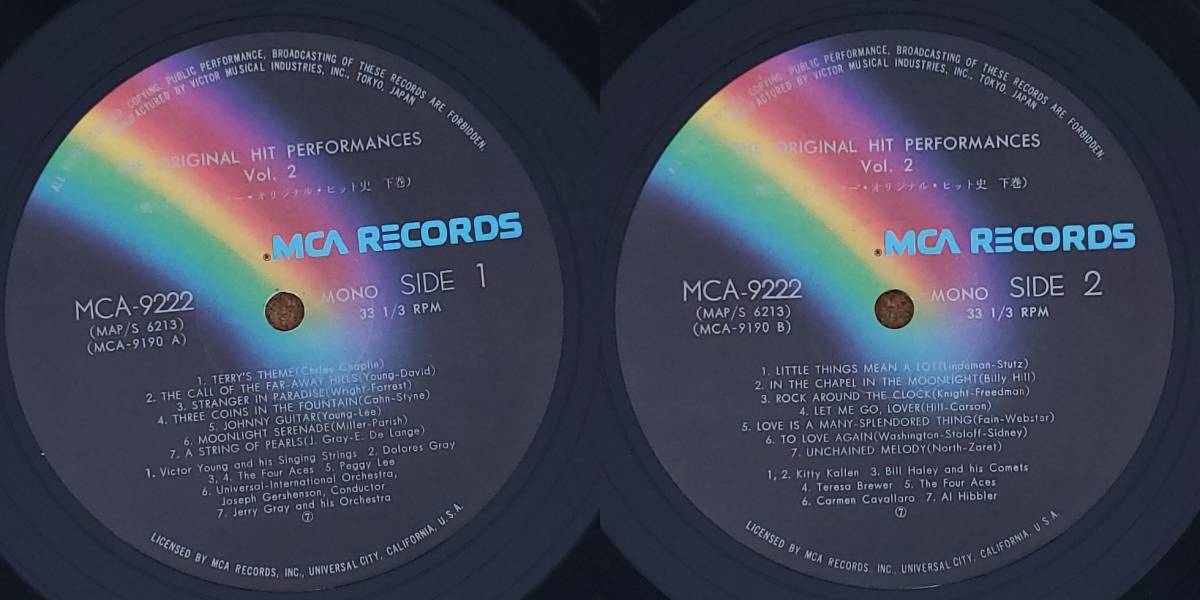 COPYING, PUBLIC PERFORMANCE, BROADCASTING OF THESE RECORDS ARE FORBIDDEN.
BY VICTOR MUSICAL INDUSTRIES, INC., TOKYO, JAPAN
ORIGINAL HIT PERFORMANCES
Vol. 2
オリジナル・ヒット史 下巻)
® MCA RECORDS
MCA-9222
(MAP/S 6213)
(MCA-9190 A)
MONO SIDE 1
33 1/3 RPM
1. TERRY'S THEME(Chaplin)
2. THE CALL OF THE FAR-AWAY HILLS(Young-David)
3. STRANGER IN PARADISE(Wright-Forrest)
4. THREE COINS IN THE FOUNTAIN(Cahn-Styne)
5. JOHNNY GUITAR(Young-Lee)
6. MOONLIGHT SERENADE(Miller-Parish)
7. A STRING OF PEARLS(J. Gray-E. De Lange)
1. Victor Young and his Singing Strings 2. Dolores Gray
3, 4. The Four Aces 5. Peggy Lee
6. Universal-International Orchestra,
Joseph Gershenson, Conductor
7. Jerry Gray and his Orchestra
⑦
LICENSED BY MCA RECORDS, INC., UNIVERSAL CITY, CALIFORNIA, U.S.A.
COPYING, PUBLIC PERFORMANCE, BROADCASTING OF THESE RECORDS ARE FORBIDDEN.
BY VICTOR MUSICAL INDUSTRIES, INC., TOKYO, JAPAN
ORIGINAL HIT PERFORMANCES
Vol. 2
オリジナル・ヒット史 下巻)
® MCA RECORDS
MCA-9222
(MAP/S 6213)
(MCA-9190 B)
MONO SIDE 2
33 1/3 RPM
1. LITTLE THINGS MEAN A LOT(Lindeman-Stutz)
2. IN THE CHAPEL IN THE MOONLIGHT(Billy Hill)
3. ROCK AROUND THE CLOCK(Knight-Freedman)
4. LET ME GO, LOVER(Hill-Carson)
5. LOVE IS A MANY-SPLENDORED THING(Fain-Webster)
6. TO LOVE AGAIN(Washington-Stoloff-Sidney)
7. UNCHAINED MELODY(North-Zaret)
1, 2. Kitty Kallen 3. Bill Haley and his Comets
4. Teresa Brewer 5. The Four Aces
6. Carmen Cavallaro 7. Al Hibbler
⑦
LICENSED BY MCA RECORDS, INC., UNIVERSAL CITY, CALIFORNIA, U.S.A.